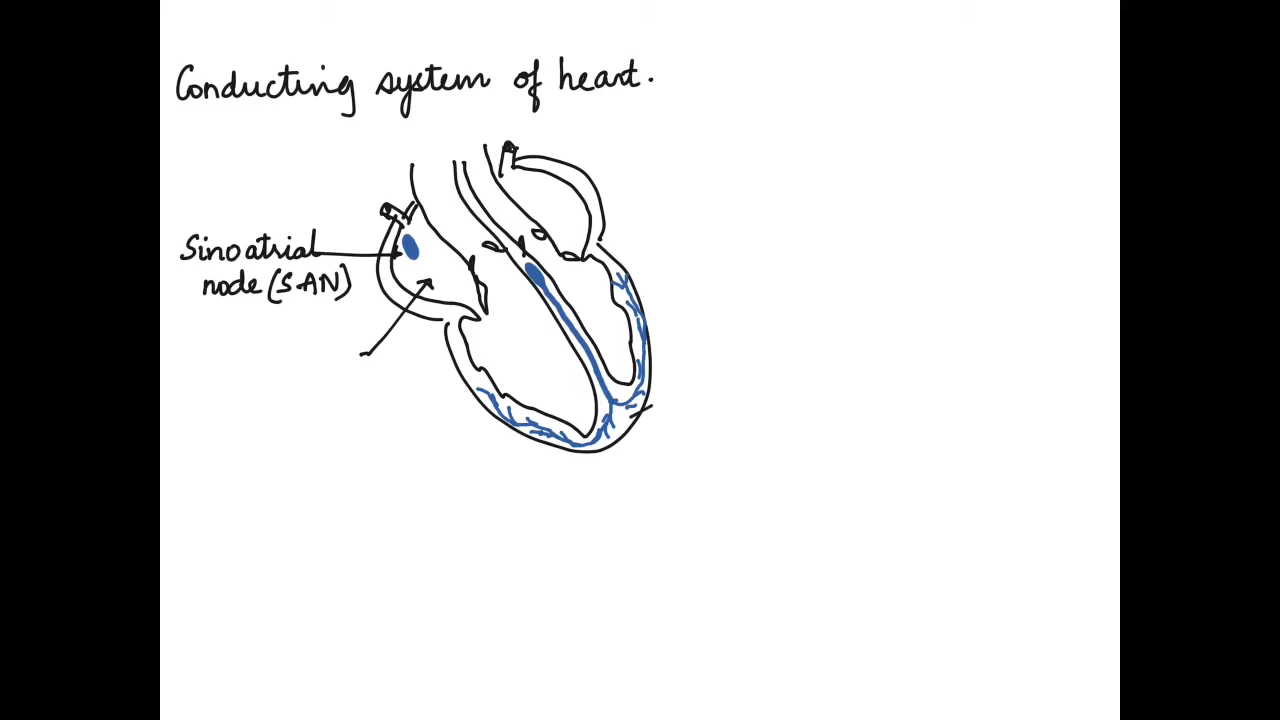 Conducting system of heart.
Sinoatrial
node (SAN)